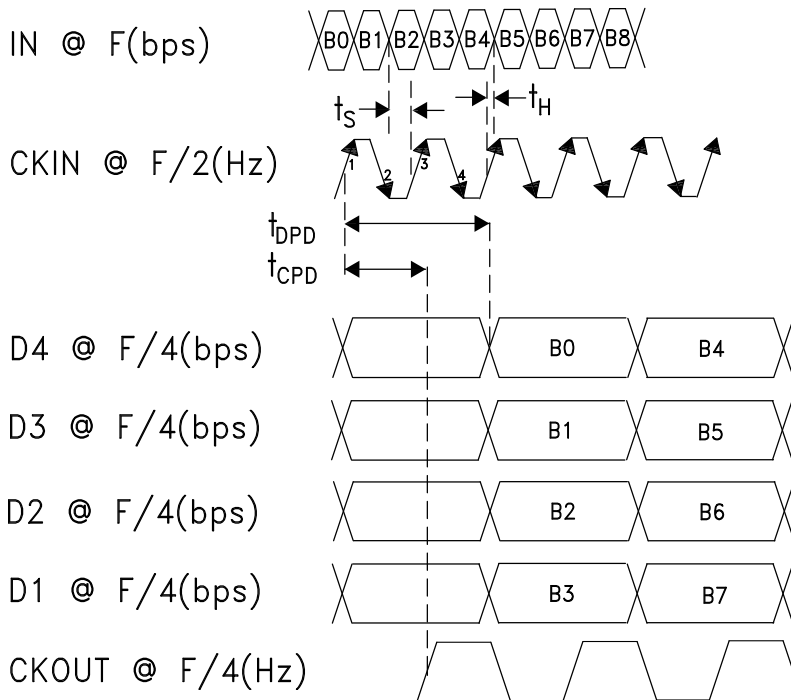 IN @ F(bps) B0 B1 B2 B3 B4 B5 B6 B7 B8
tS tH
CKIN @ F/2(Hz) 1 2 3 4
tDPD
tCPD
D4 @ F/4(bps) B0 B4
D3 @ F/4(bps) B1 B5
D2 @ F/4(bps) B2 B6
D1 @ F/4(bps) B3 B7
CKOUT @ F/4(Hz)